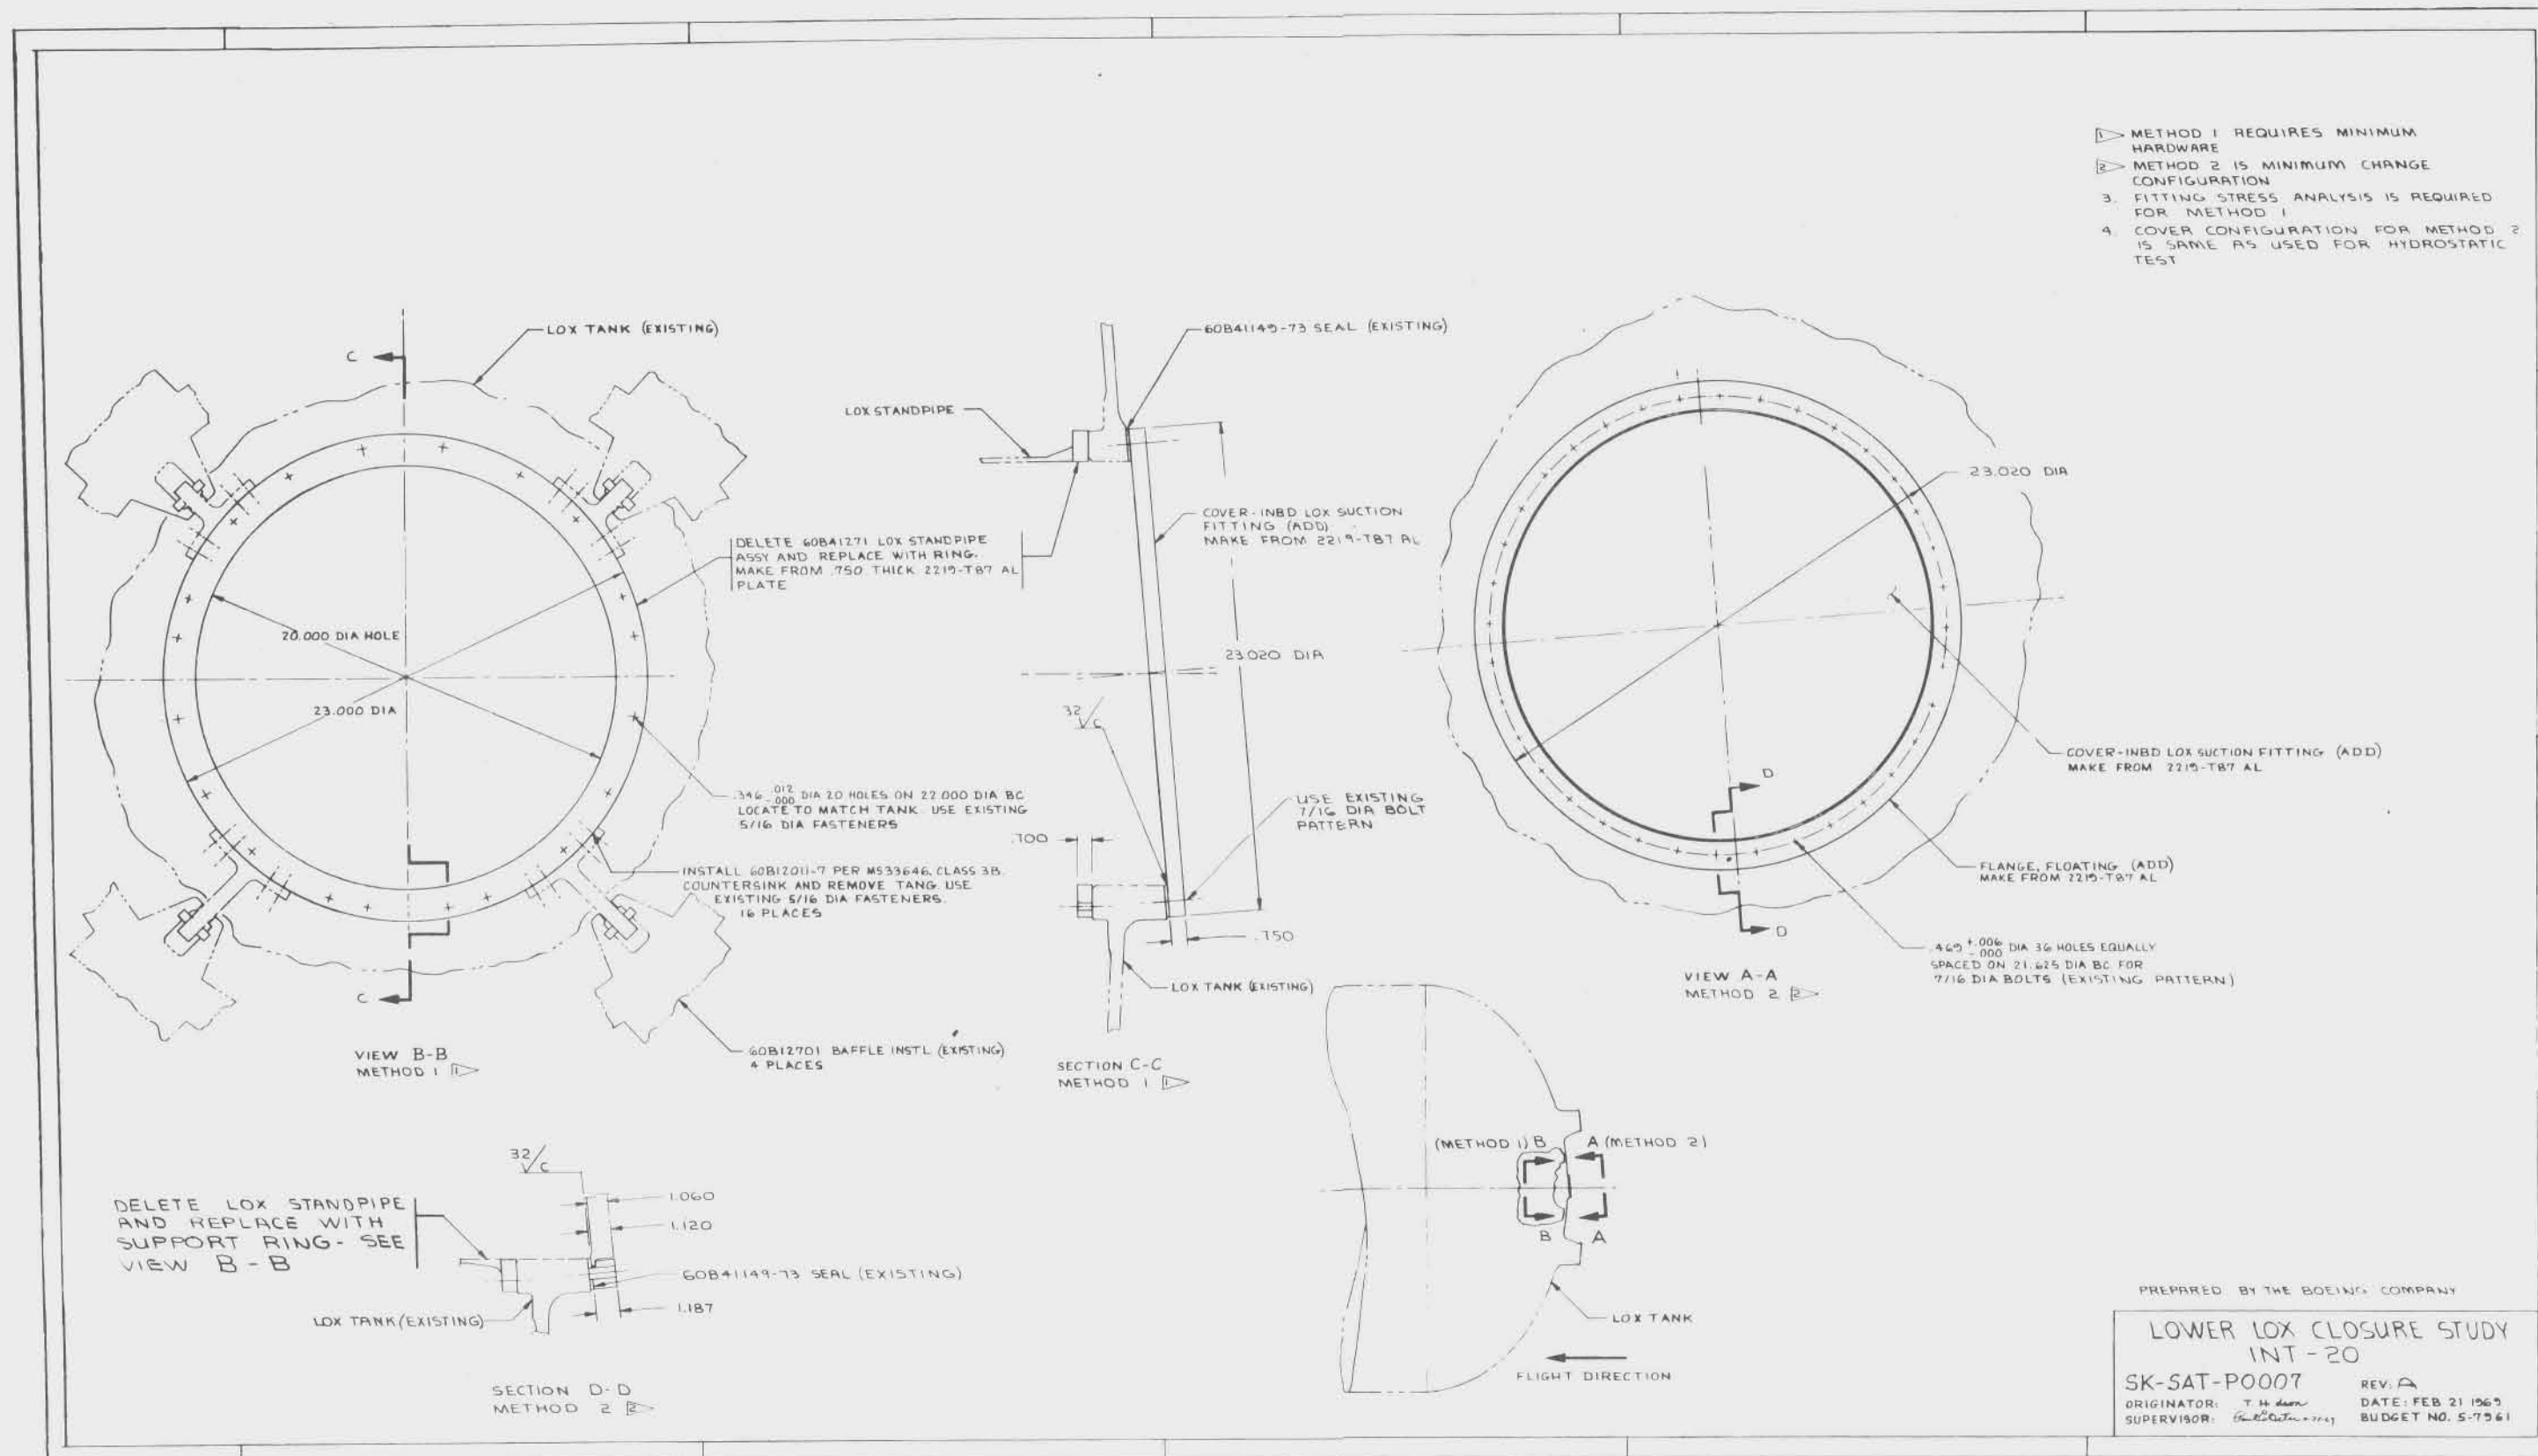 1 METHOD 1 REQUIRES MINIMUM
HARDWARE
2 METHOD 2 IS MINIMUM CHANGE
CONFIGURATION
3. FITTING STRESS ANALYSIS IS REQUIRED
FOR METHOD 1
4. COVER CONFIGURATION FOR METHOD 2
IS SAME AS USED FOR HYDROSTATIC
TEST
LOX TANK (EXISTING)
C
20.000 DIA HOLE
23.000 DIA
DELETE 60B41271 LOX STANDPIPE
ASSY AND REPLACE WITH RING.
MAKE FROM .750 THICK 2219-T87 AL
PLATE
.346 .012
-.000 DIA 20 HOLES ON 22.000 DIA BC
LOCATE TO MATCH TANK. USE EXISTING
5/16 DIA FASTENERS
INSTALL 60B12011-7 PER MS33646, CLASS 3B.
COUNTERSINK AND REMOVE TANG. USE
EXISTING 5/16 DIA FASTENERS.
16 PLACES
C
60B12701 BAFFLE INSTL (EXISTING)
4 PLACES
VIEW B-B
METHOD 1 1
60B41149-73 SEAL (EXISTING)
LOX STANDPIPE
COVER-INBD LOX SUCTION
FITTING (ADD)
MAKE FROM 2219-T87 AL
23.020 DIA
32
C
USE EXISTING
7/16 DIA BOLT
PATTERN
.700
.750
LOX TANK (EXISTING)
SECTION C-C
METHOD 1 1
23.020 DIA
D
COVER-INBD LOX SUCTION FITTING (ADD)
MAKE FROM 2219-T87 AL
FLANGE, FLOATING (ADD)
MAKE FROM 2219-T87 AL
D
.469 +.006
-.000 DIA 36 HOLES EQUALLY
SPACED ON 21.625 DIA BC FOR
7/16 DIA BOLTS (EXISTING PATTERN)
VIEW A-A
METHOD 2 2
DELETE LOX STANDPIPE
AND REPLACE WITH
SUPPORT RING - SEE
VIEW B-B
32
C
1.060
1.120
60B41149-73 SEAL (EXISTING)
1.187
LOX TANK (EXISTING)
SECTION D-D
METHOD 2 2
(METHOD 1) B A (METHOD 2)
B A
LOX TANK
FLIGHT DIRECTION
PREPARED BY THE BOEING COMPANY
LOWER LOX CLOSURE STUDY
INT-20
SK-SAT-P0007 REV: A
ORIGINATOR: DATE: FEB 21 1969
SUPERVISOR: BUDGET NO. S-7961